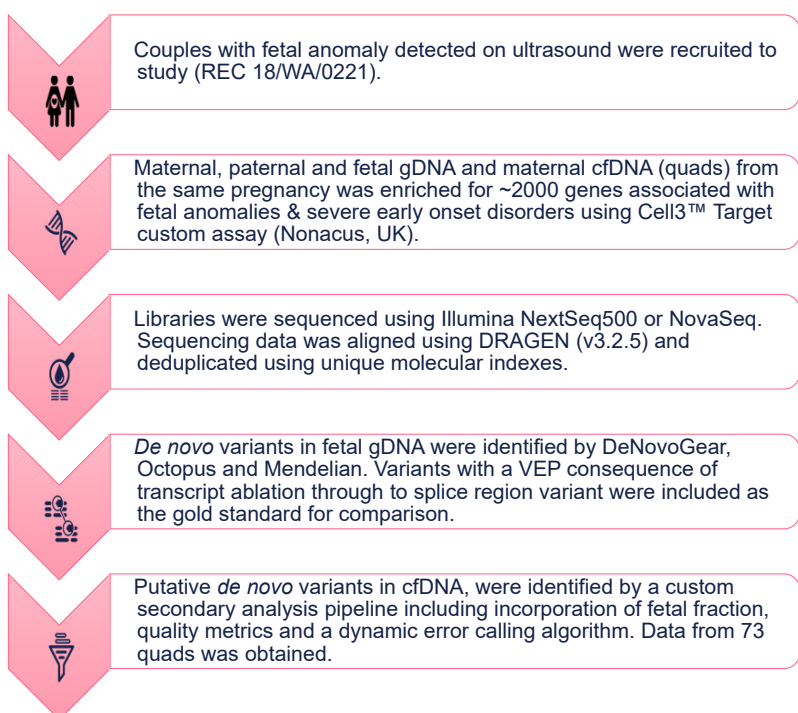 Couples with fetal anomaly detected on ultrasound were recruited to
study (REC 18/WA/0221).
Maternal, paternal and fetal gDNA and maternal cfDNA (quads) from
the same pregnancy was enriched for ~2000 genes associated with
fetal anomalies & severe early onset disorders using Cell3™ Target
custom assay (Nonacus, UK).
Libraries were sequenced using Illumina NextSeq500 or NovaSeq.
Sequencing data was aligned using DRAGEN (v3.2.5) and
deduplicated using unique molecular indexes.
De novo variants in fetal gDNA were identified by DeNovoGear,
Octopus and Mendelian. Variants with a VEP consequence of
transcript ablation through to splice region variant were included as
the gold standard for comparison.
Putative de novo variants in cfDNA, were identified by a custom
secondary analysis pipeline including incorporation of fetal fraction,
quality metrics and a dynamic error calling algorithm. Data from 73
quads was obtained.